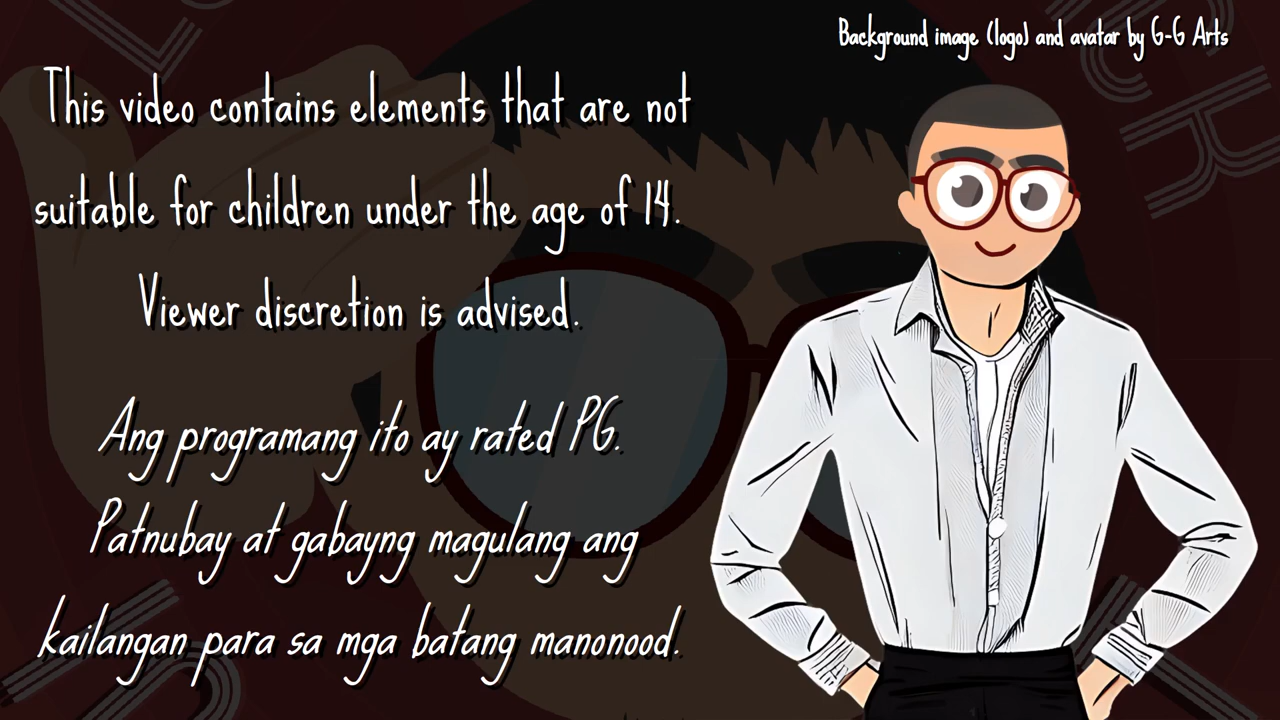 Background image (logo) and avatar by G-G Arts
This video contains elements that are not
suitable for children under the age of 14.
Viewer discretion is advised.
Ang programang ito ay rated PG.
Patnubay at gabayng magulang ang
kailangan para sa mga batang manonood.